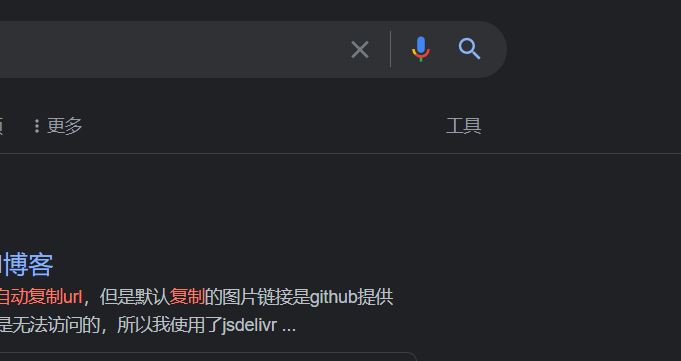 更多
工具
博客
自动复制url，但是默认复制的图片链接是github提供
是无法访问的，所以我使用了jsdelivr ...